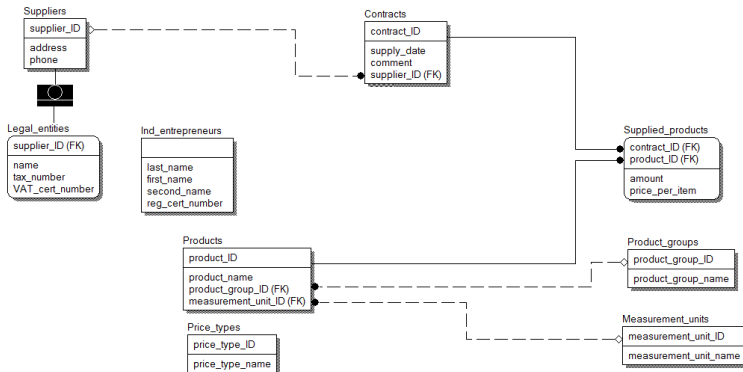 Suppliers
supplier_ID
address
phone
Contracts
contract_ID
supply_date
comment
supplier_ID (FK)
Legal_entities
supplier_ID (FK)
name
tax_number
VAT_cert_number
Ind_entrepreneurs
last_name
first_name
second_name
reg_cert_number
Supplied_products
contract_ID (FK)
product_ID (FK)
amount
price_per_item
Products
product_ID
product_name
product_group_ID (FK)
measurement_unit_ID (FK)
Product_groups
product_group_ID
product_group_name
Measurement_units
measurement_unit_ID
measurement_unit_name
Price_types
price_type_ID
price_type_name